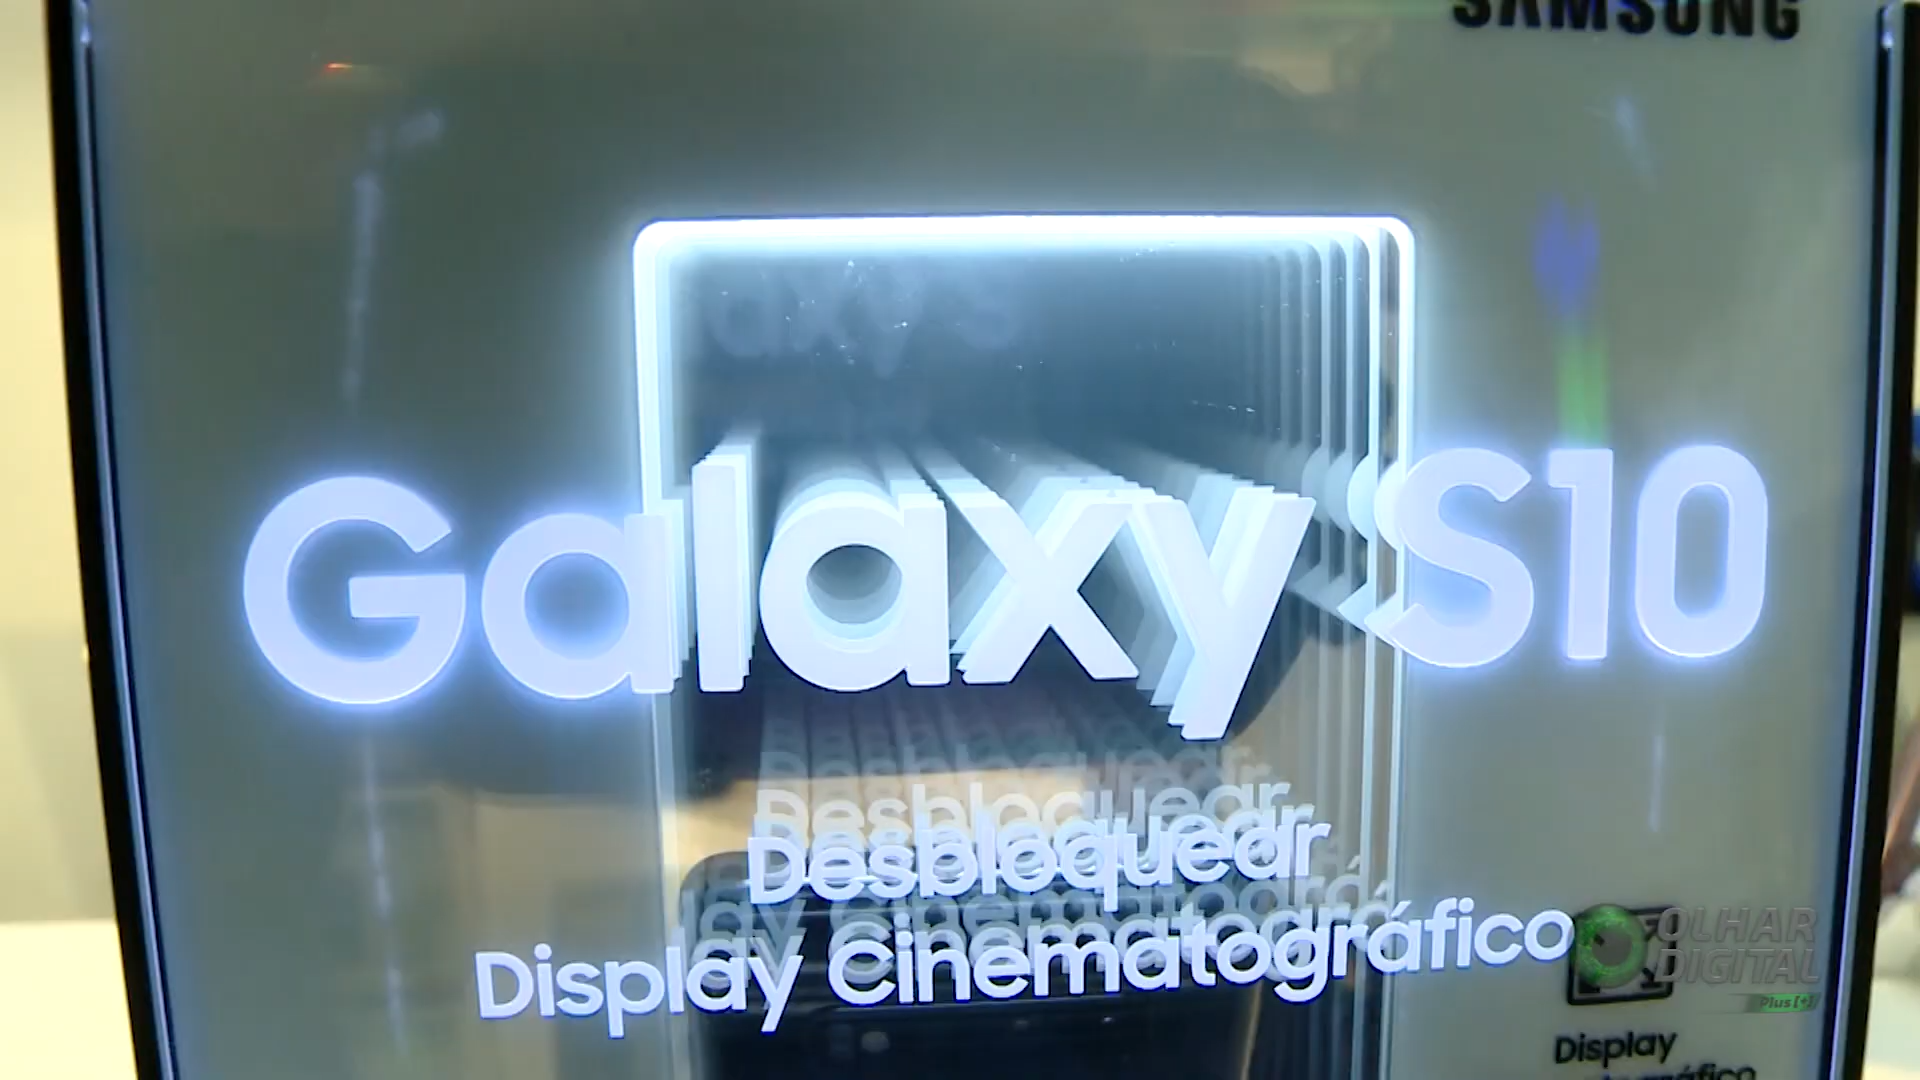 SAMSUNG
Galaxy S10
Desbloquear
Display Cinematográfico
OLHAR
DIGITAL
Plus [+]
Display